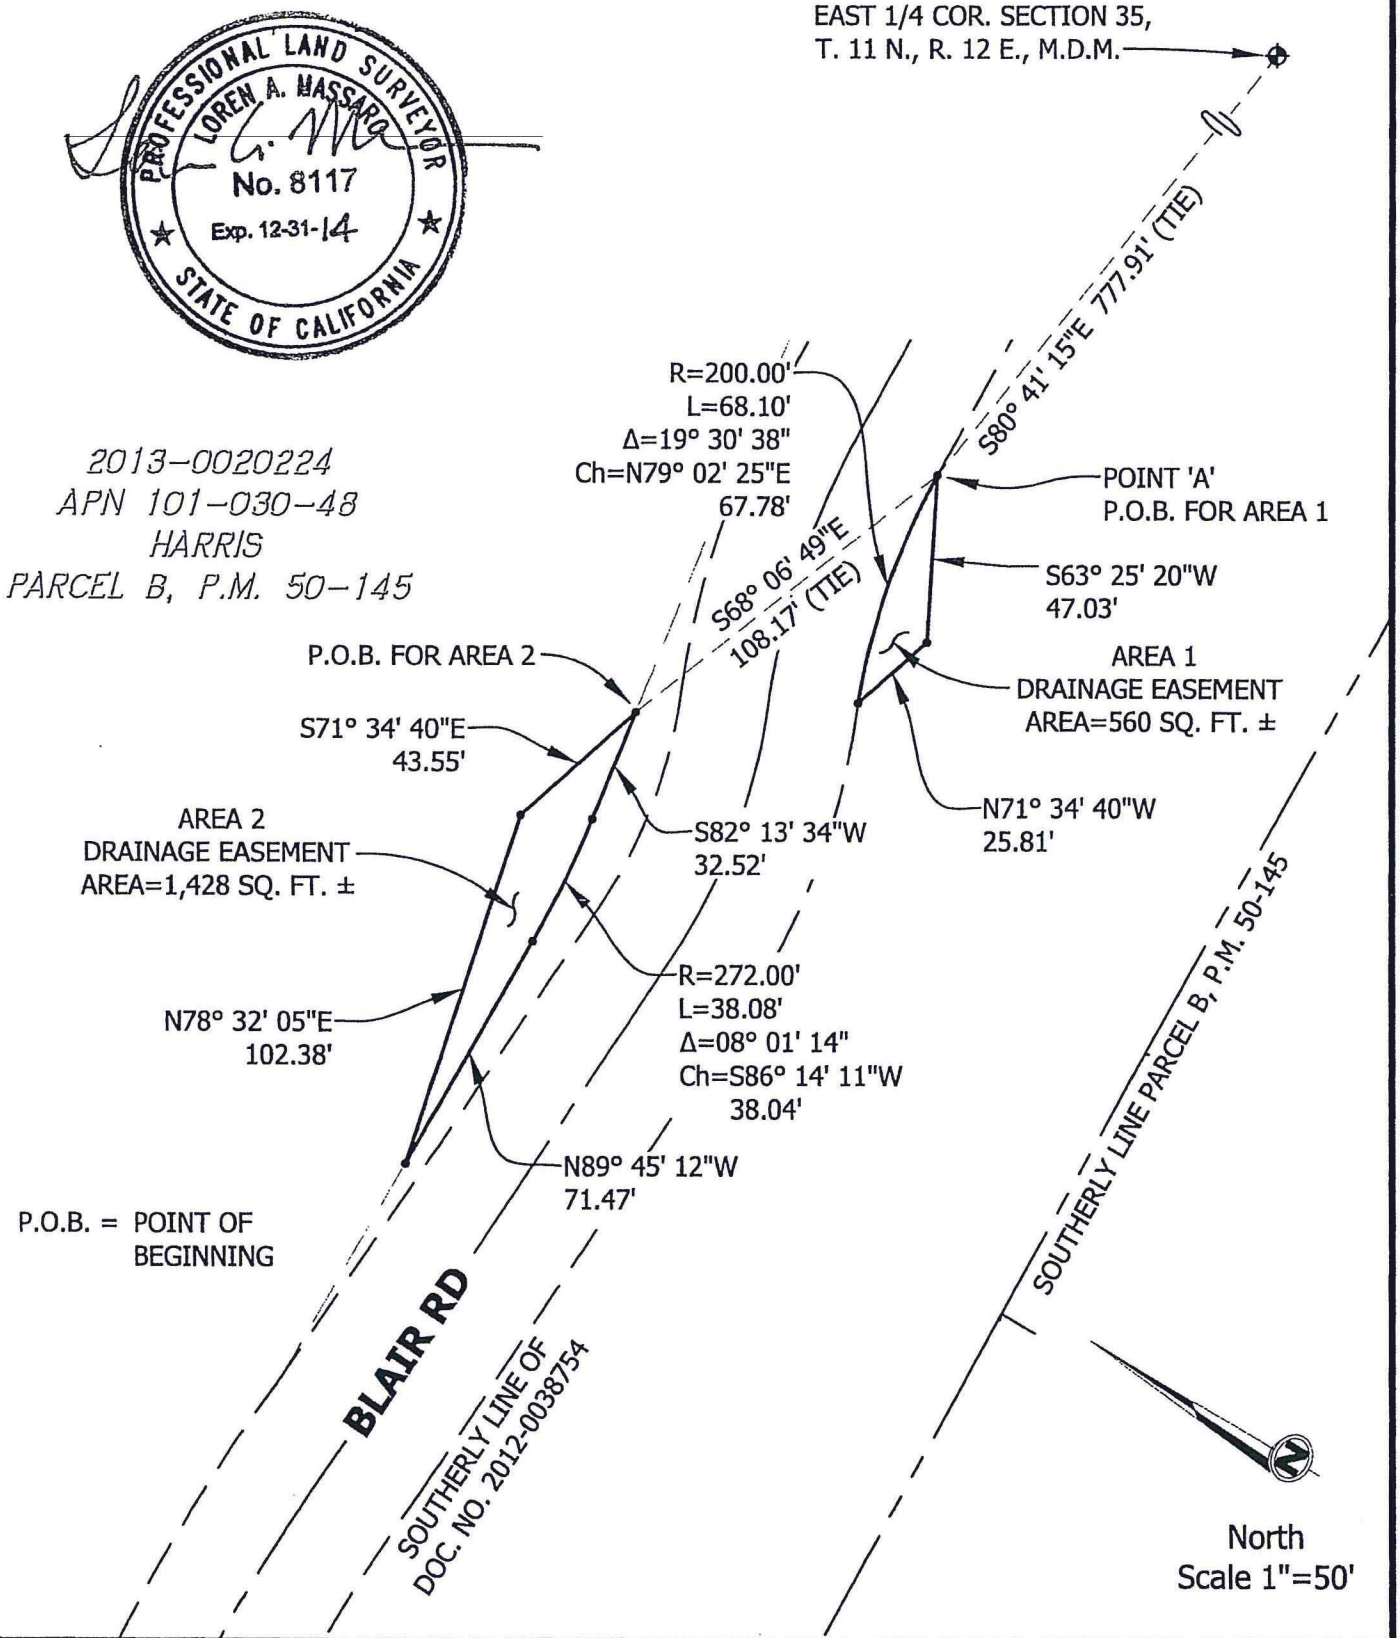 EAST 1/4 COR. SECTION 35,
T. 11 N., R. 12 E., M.D.M.
PROFESSIONAL LAND SURVEYOR
LOREN A. MASSARO
No. 8117
Exp. 12-31-14
STATE OF CALIFORNIA
S80° 41' 15"E 777.91' (TIE)
R=200.00'
L=68.10'
Δ=19° 30' 38"
Ch=N79° 02' 25"E
67.78'
2013-0020224
APN 101-030-48
HARRIS
PARCEL B, P.M. 50-145
POINT 'A'
P.O.B. FOR AREA 1
S68° 06' 49"E
108.17' (TIE)
S63° 25' 20"W
47.03'
P.O.B. FOR AREA 2
AREA 1
DRAINAGE EASEMENT
AREA=560 SQ. FT. ±
S71° 34' 40"E
43.55'
N71° 34' 40"W
25.81'
AREA 2
DRAINAGE EASEMENT
AREA=1,428 SQ. FT. ±
S82° 13' 34"W
32.52'
R=272.00'
L=38.08'
Δ=08° 01' 14"
Ch=S86° 14' 11"W
38.04'
N78° 32' 05"E
102.38'
SOUTHERLY LINE PARCEL B, P.M. 50-145
N89° 45' 12"W
71.47'
P.O.B. = POINT OF
BEGINNING
BLAIR RD
SOUTHERLY LINE OF
DOC. NO. 2012-0038754
N
North
Scale 1"=50'